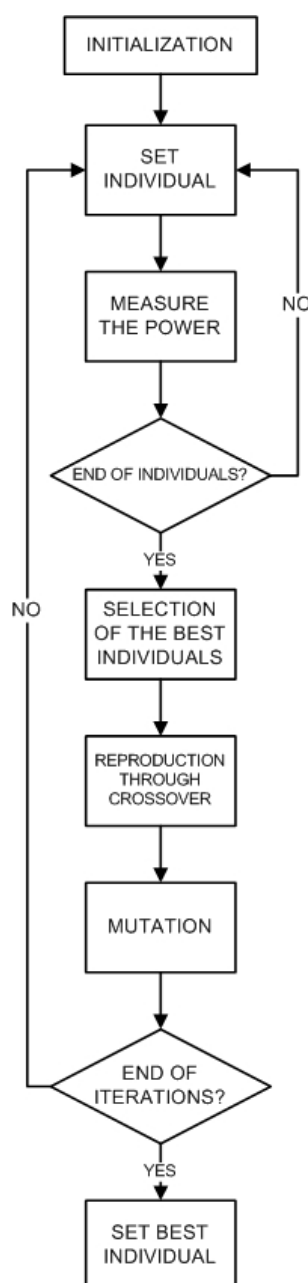 INITIALIZATION
SET
INDIVIDUAL
MEASURE
THE POWER
NO
END OF INDIVIDUALS?
YES
SELECTION
OF THE BEST
INDIVIDUALS
NO
REPRODUCTION
THROUGH
CROSSOVER
MUTATION
END OF
ITERATIONS?
YES
SET BEST
INDIVIDUAL